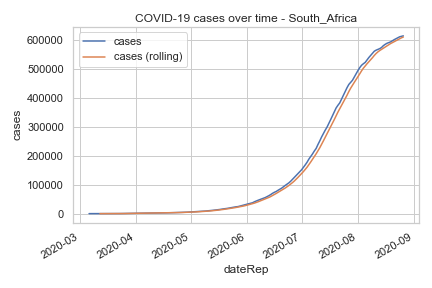 COVID-19 cases over time - South_Africa
cases
cases (rolling)
600000
500000
400000
300000
200000
100000
0
cases
2020-03
2020-04
2020-05
2020-06
2020-07
2020-08
2020-09
dateRep